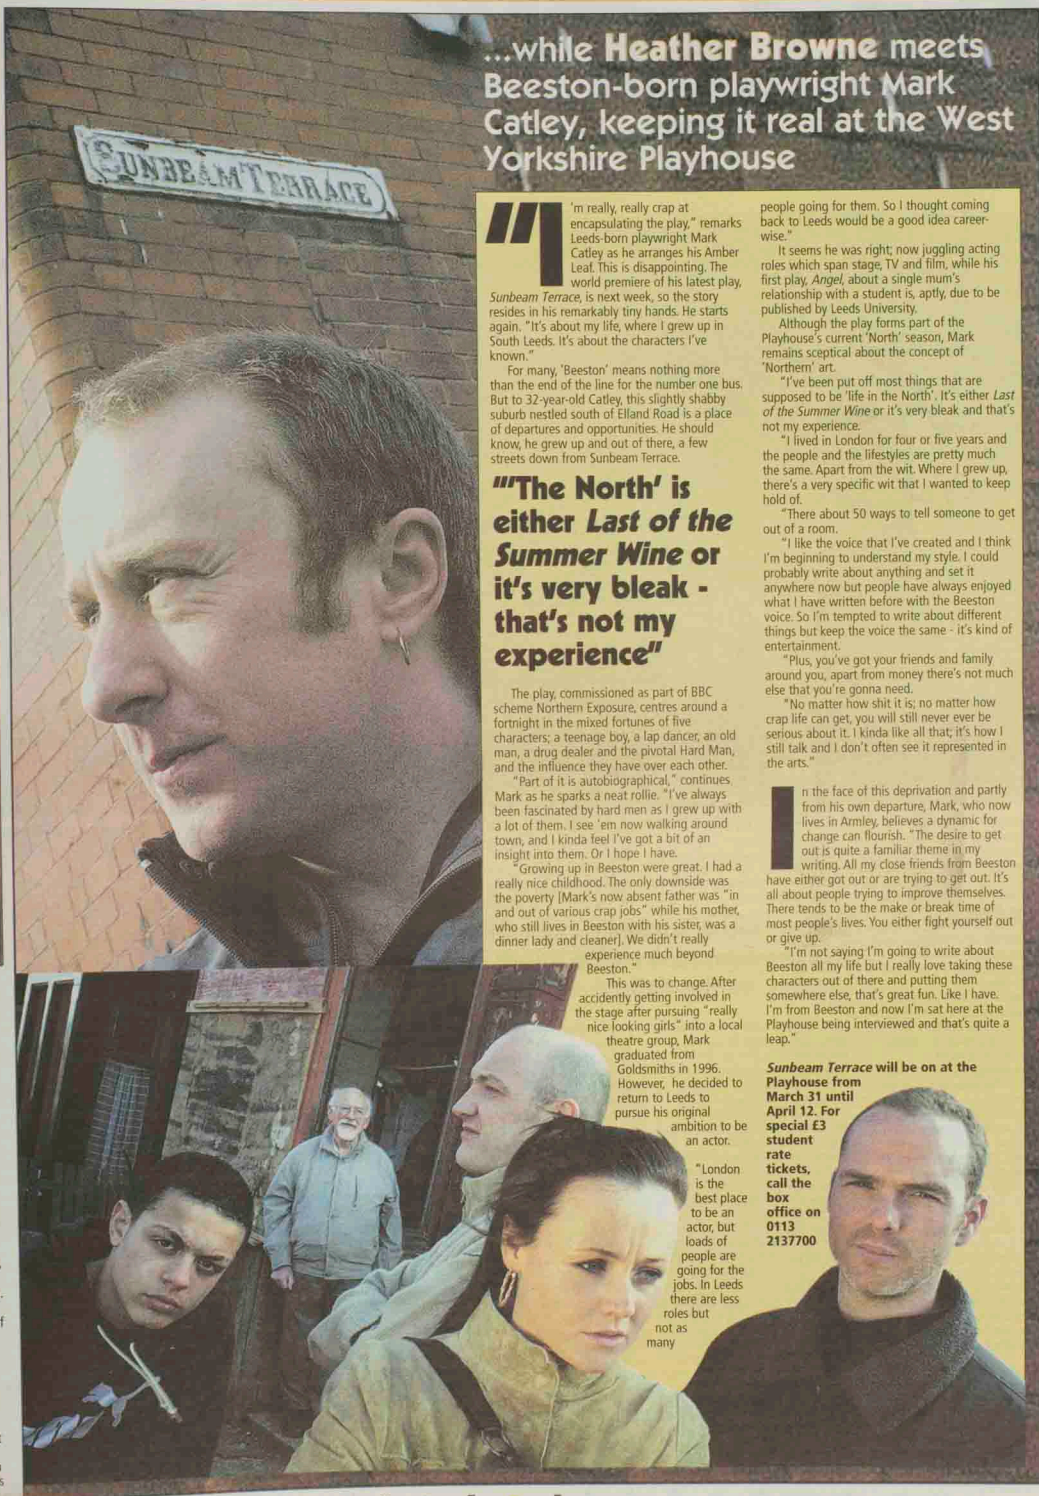 ...while Heather Browne meets
Beeston-born playwright Mark
Catley, keeping it real at the West
Yorkshire Playhouse
SUNBEAM TERRACE
"I'm really, really crap at
encapsulating the play," remarks
Leeds-born playwright Mark
Catley as he arranges his Amber
Leaf. This is disappointing. The
world premiere of his latest play,
Sunbeam Terrace, is next week, so the story
resides in his remarkably tiny hands. He starts
again. "It's about my life, where I grew up in
South Leeds. It's about the characters I've
known."
For many, 'Beeston' means nothing more
than the end of the line for the number one bus.
But to 32-year-old Catley, this slightly shabby
suburb nestled south of Elland Road is a place
of departures and opportunities. He should
know, he grew up and out of there, a few
streets down from Sunbeam Terrace.
"'The North' is
either Last of the
Summer Wine or
it's very bleak -
that's not my
experience"
The play, commissioned as part of BBC
scheme Northern Exposure, centres around a
fortnight in the mixed fortunes of five
characters; a teenage boy, a lap dancer, an old
man, a drug dealer and the pivotal Hard Man,
and the influence they have over each other.
"Part of it is autobiographical," continues
Mark as he sparks a neat rollie. "I've always
been fascinated by hard men as I grew up with
a lot of them. I see 'em now walking around
town, and I kinda feel I've got a bit of an
insight into them. Or I hope I have.
"Growing up in Beeston were great. I had a
really nice childhood. The only downside was
the poverty [Mark's now absent father was "in
and out of various crap jobs" while his mother,
who still lives in Beeston with his sister, was a
dinner lady and cleaner]. We didn't really
experience much beyond
Beeston."
This was to change. After
accidently getting involved in
the stage after pursuing "really
nice looking girls" into a local
theatre group, Mark
graduated from
Goldsmiths in 1996.
However, he decided to
return to Leeds to
pursue his original
ambition to be
an actor.
"London
is the
best place
to be an
actor, but
loads of
people are
going for the
jobs. In Leeds
there are less
roles but
not as
many
people going for them. So I thought coming
back to Leeds would be a good idea career-
wise."
It seems he was right; now juggling acting
roles which span stage, TV and film, while his
first play, Angel, about a single mum's
relationship with a student is, aptly, due to be
published by Leeds University.
Although the play forms part of the
Playhouse's current 'North' season, Mark
remains sceptical about the concept of
'Northern' art.
"I've been put off most things that are
supposed to be 'life in the North'. It's either Last
of the Summer Wine or it's very bleak and that's
not my experience.
"I lived in London for four or five years and
the people and the lifestyles are pretty much
the same. Apart from the wit. Where I grew up,
there's a very specific wit that I wanted to keep
hold of.
"There about 50 ways to tell someone to get
out of a room.
"I like the voice that I've created and I think
I'm beginning to understand my style. I could
probably write about anything and set it
anywhere now but people have always enjoyed
what I have written before with the Beeston
voice. So I'm tempted to write about different
things but keep the voice the same - it's kind of
entertainment.
"Plus, you've got your friends and family
around you, apart from money there's not much
else that you're gonna need.
"No matter how shit it is; no matter how
crap life can get, you will still never ever be
serious about it. I kinda like all that; it's how I
still talk and I don't often see it represented in
the arts."
In the face of this deprivation and partly
from his own departure, Mark, who now
lives in Armley, believes a dynamic for
change can flourish. "The desire to get
out is quite a familiar theme in my
writing. All my close friends from Beeston
have either got out or are trying to get out. It's
all about people trying to improve themselves.
There tends to be the make or break time of
most people's lives. You either fight yourself out
or give up.
"I'm not saying I'm going to write about
Beeston all my life but I really love taking these
characters out of there and putting them
somewhere else, that's great fun. Like I have.
I'm from Beeston and now I'm sat here at the
Playhouse being interviewed and that's quite a
leap."
Sunbeam Terrace will be on at the
Playhouse from
March 31 until
April 12. For
special £3
student
rate
tickets,
call the
box
office on
0113
2137700